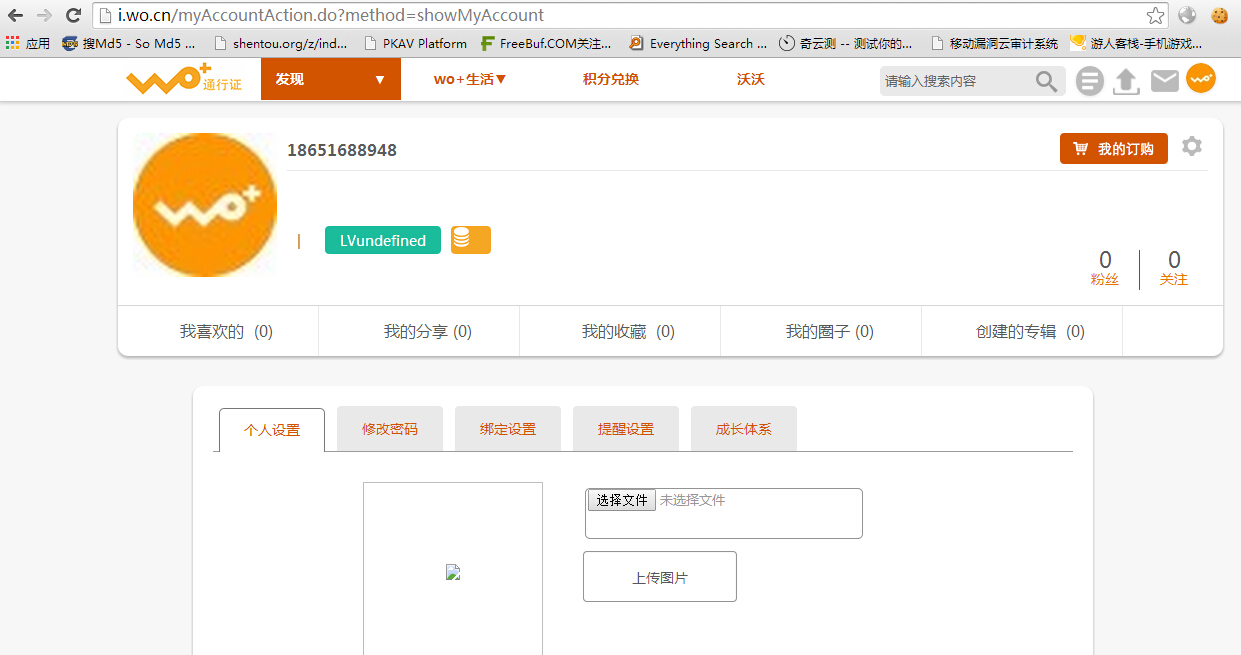 i.wo.cn/myAccountAction.do?method=showMyAccount
应用 搜Md5 - So Md5 ... shentou.org/z/ind... PKAV Platform FreeBuf.COM关注... Everything Search ... 奇云测 -- 测试你的... 移动漏洞云审计系统 游人客栈-手机游戏...
wo+ 通行证 发现 ▼ wo+生活▼ 积分兑换 沃沃 请输入搜索内容 wo+
wo+
18651688948
我的订购
| LVundefined
0 0
粉丝 关注
我喜欢的 (0) 我的分享 (0) 我的收藏 (0) 我的圈子 (0) 创建的专辑 (0)
个人设置 修改密码 绑定设置 提醒设置 成长体系
选择文件 未选择文件
上传图片